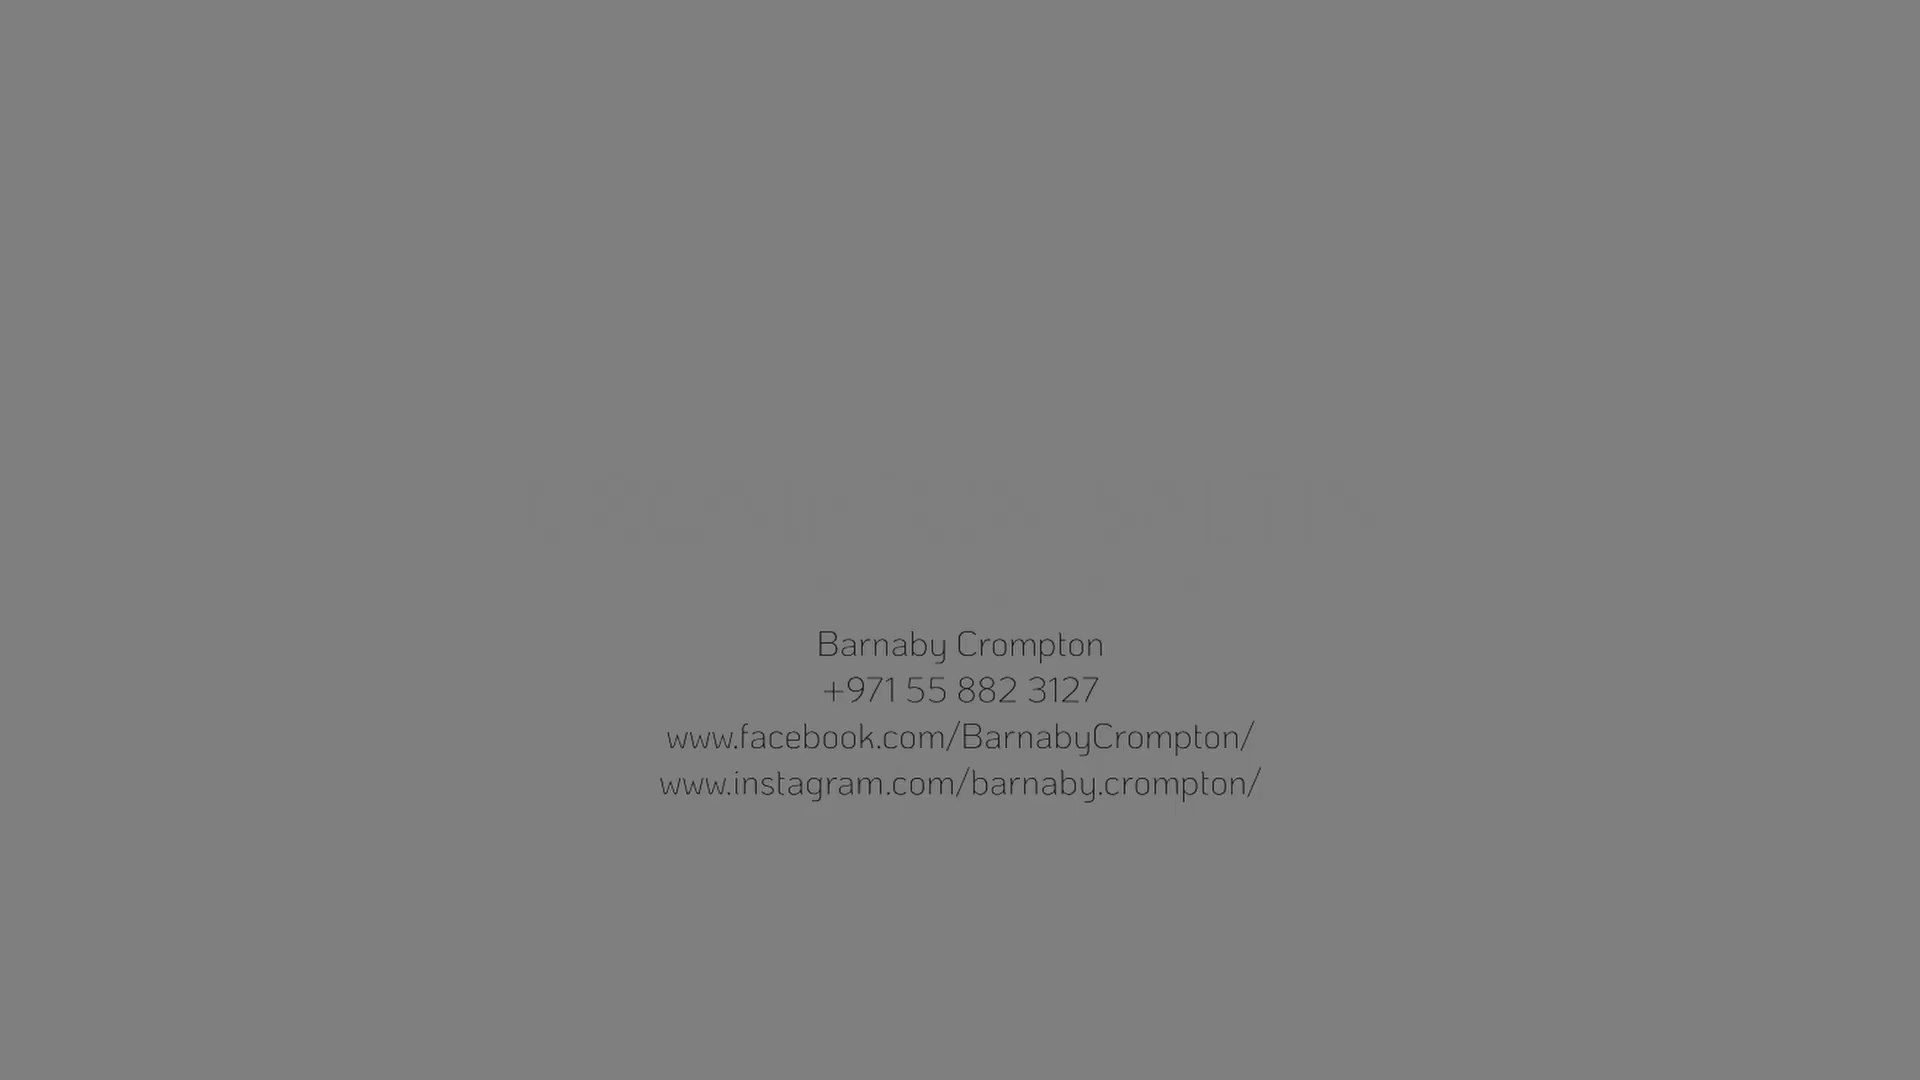 Barnaby Crompton
+971 55 882 3127
www.facebook.com/BarnabyCrompton/
www.instagram.com/barnaby.crompton/